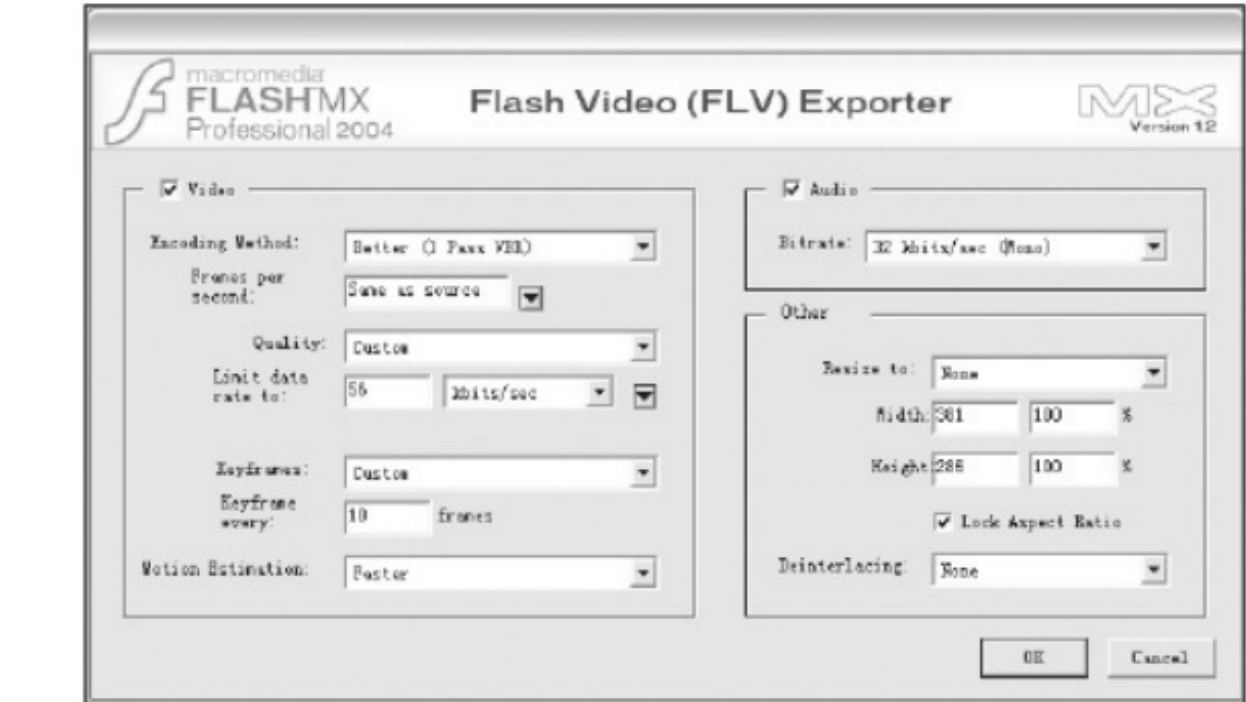 macromedia
FLASH MX
Professional 2004
Flash Video (FLV) Exporter
MX
Version 1.2
Video
Encoding Method:
Better (1 Pass VBR)
Frames per
second:
Same as source
Quality:
Custom
Limit data
rate to:
56
kbits/sec
Keyframes:
Custom
Keyframe
every:
10
frames
Motion Estimation:
Faster
Audio
Bitrate:
32 kbits/sec (Mono)
Other
Resize to:
None
Width:
381
100
%
Height
286
100
%
Lock Aspect Ratio
Deinterlacing:
None
OK
Cancel